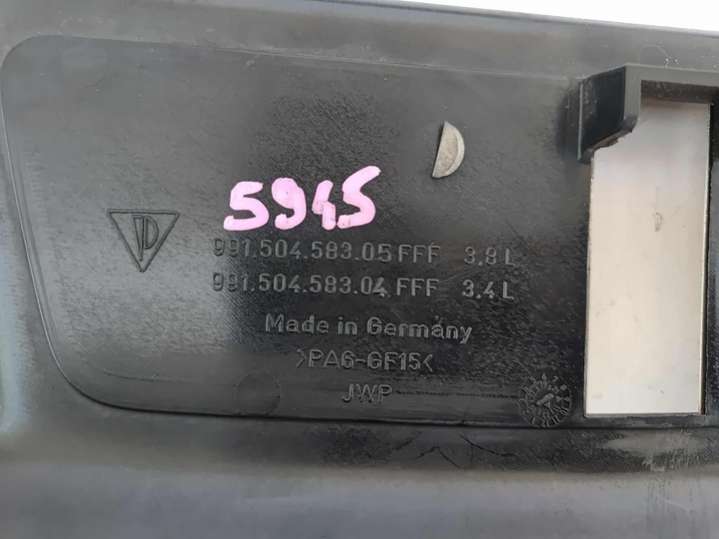 5945
991.504.583.05 FFF 3.8 L
991.504.583.04 FFF 3.4 L
Made in Germany
>PA6-GF15<
JWP